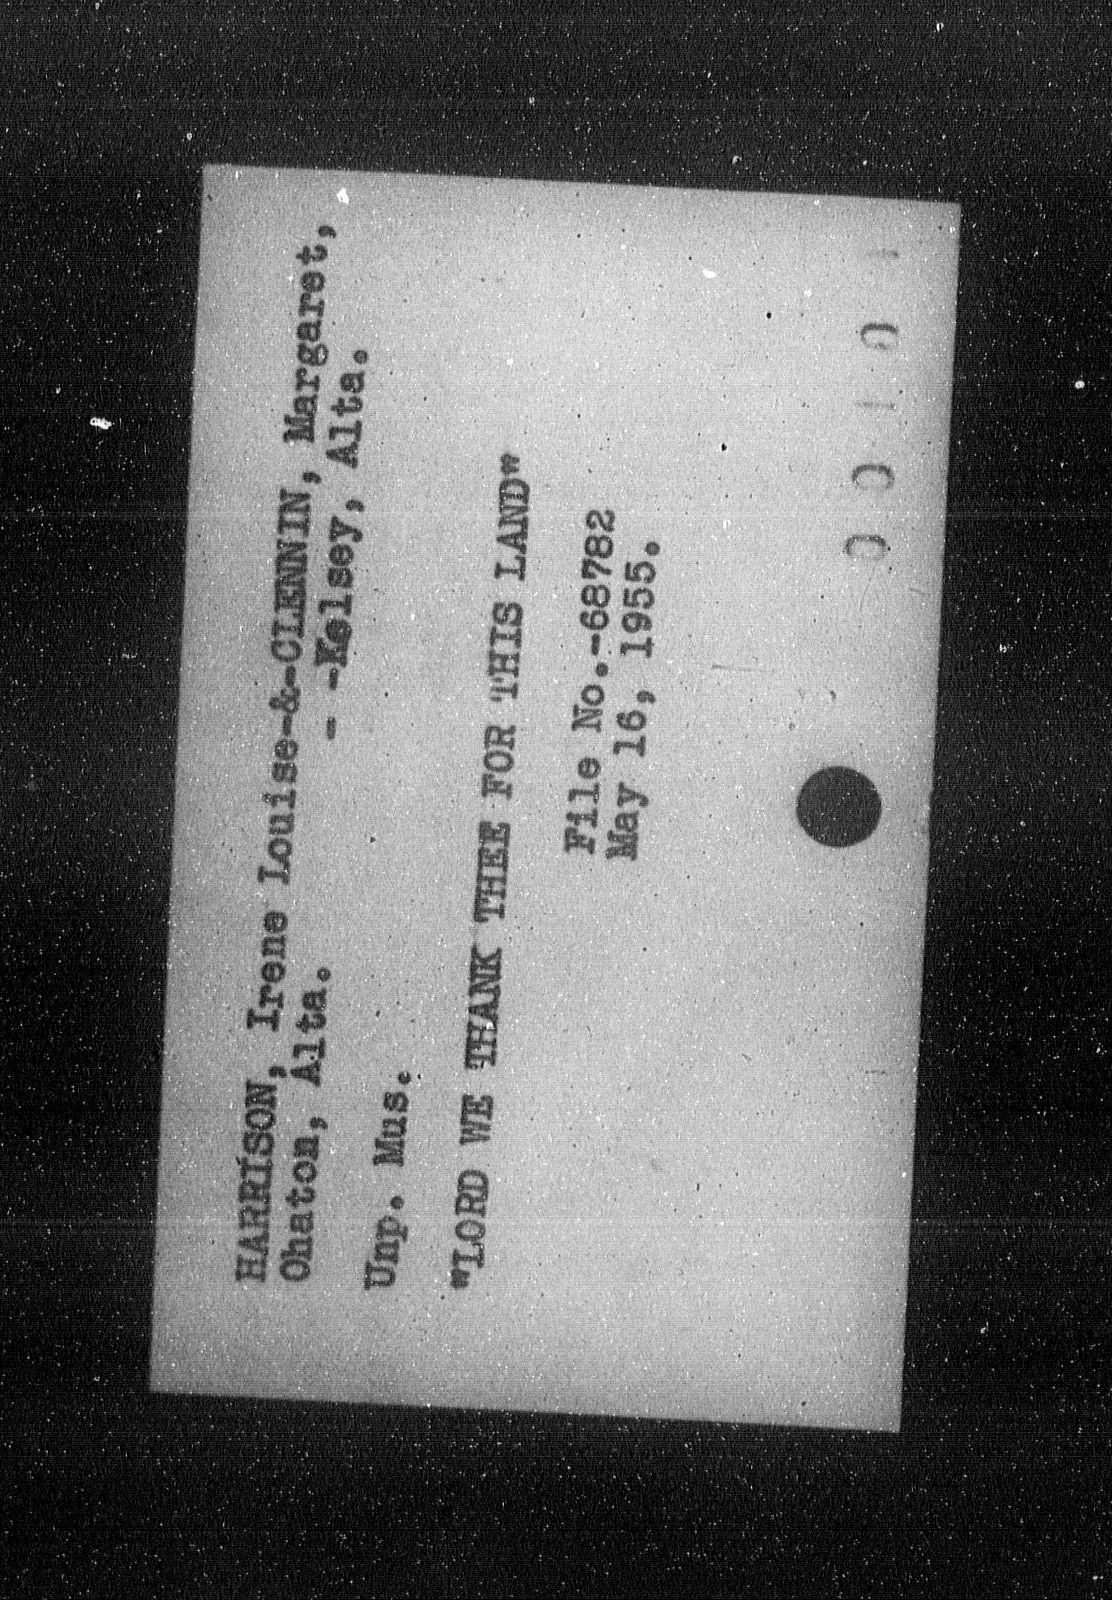 HARRISON, Irene Louise-&-CLENNIN, Margaret,
Ohaton, Alta. - -Kelsey, Alta.
Unp. Mus.
"LORD WE THANK THEE FOR THIS LAND"
File No.-68782
May 16, 1955.